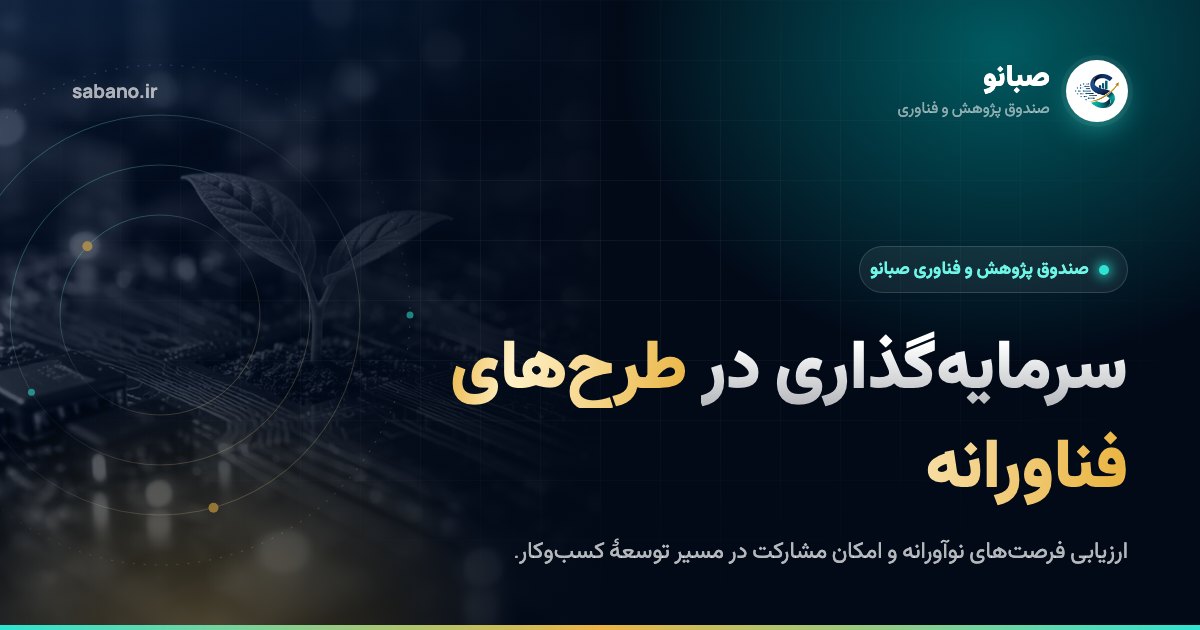 صبانو
صندوق پژوهش و فناوری
sabano.ir
صندوق پژوهش و فناوری صبانو
سرمایه‌گذاری در طرح‌های
فناورانه
ارزیابی فرصت‌های نوآورانه و امکان مشارکت در مسیر توسعهٔ کسب‌وکار.